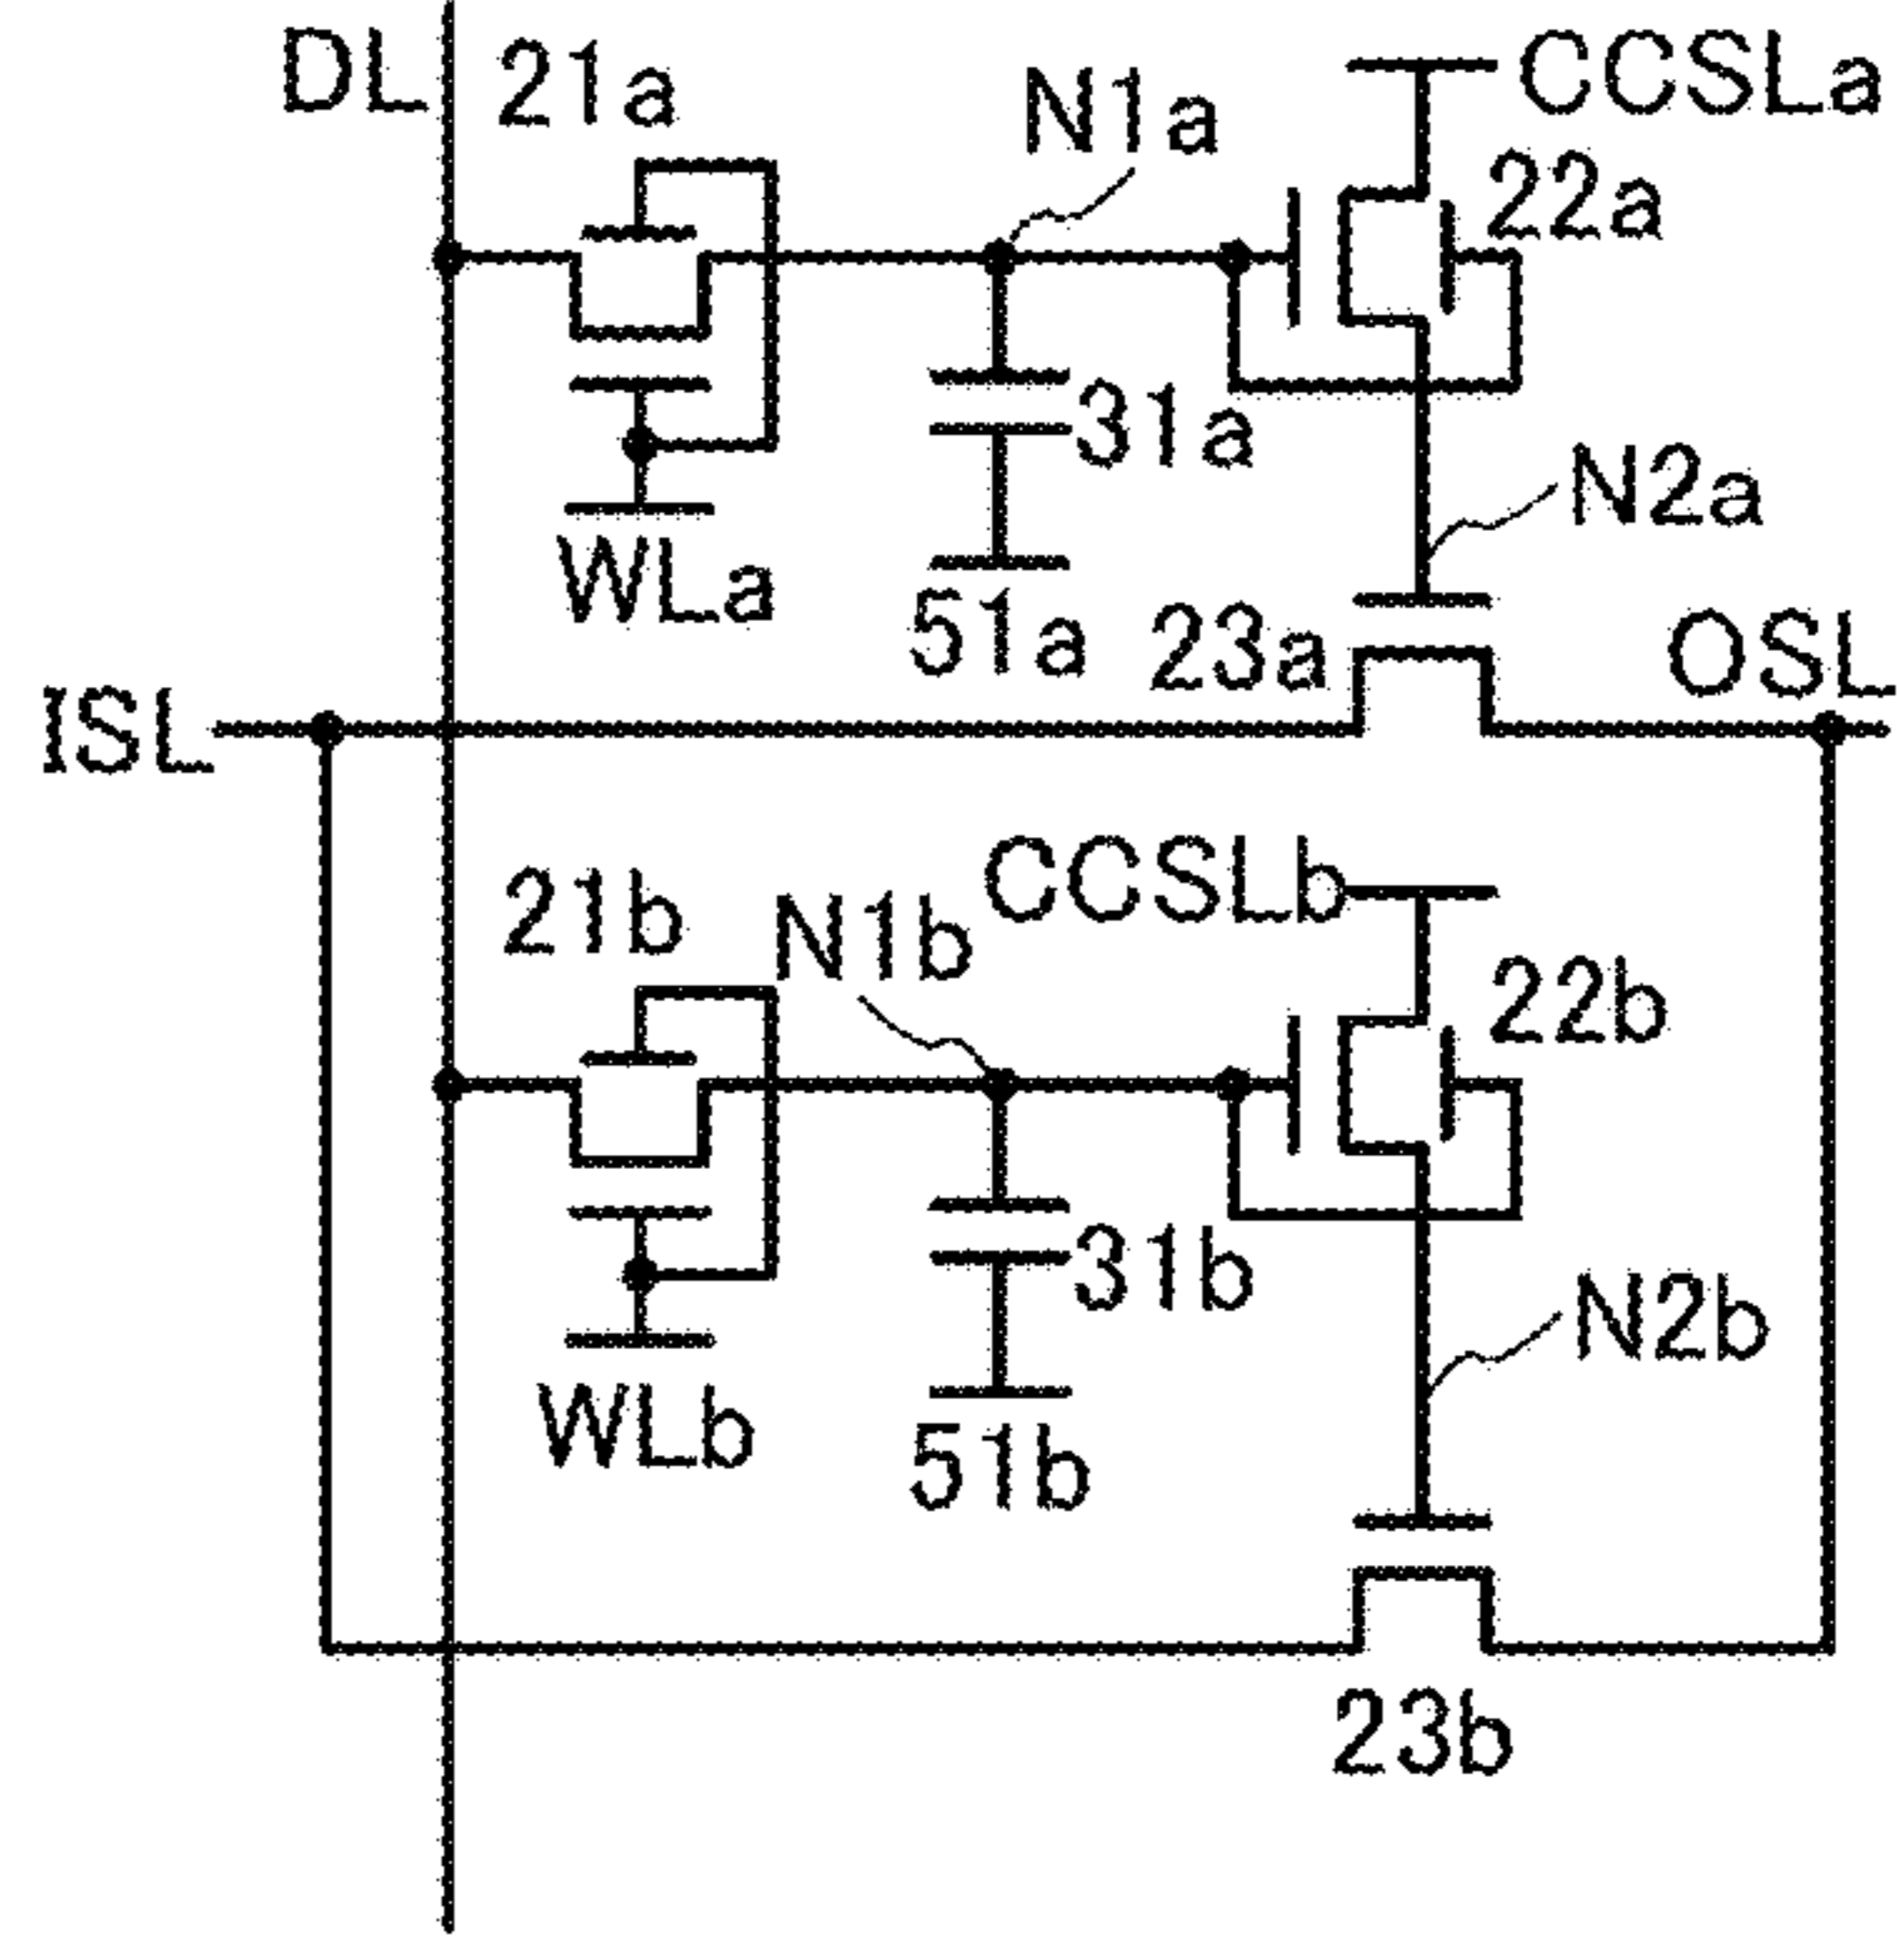 DL
21a
N1a
CCSLa
22a
31a
N2a
WLa
51a
23a
OSL
ISL
CCSLb
21b
N1b
22b
31b
N2b
WLb
51b
23b